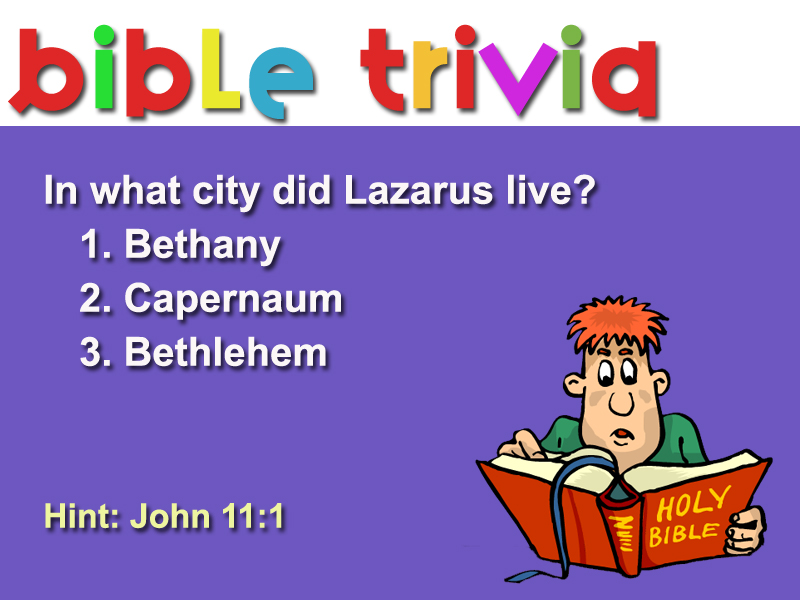 bible trivia
In what city did Lazarus live?
1. Bethany
2. Capernaum
3. Bethlehem
HOLY
BIBLE
Hint: John 11:1